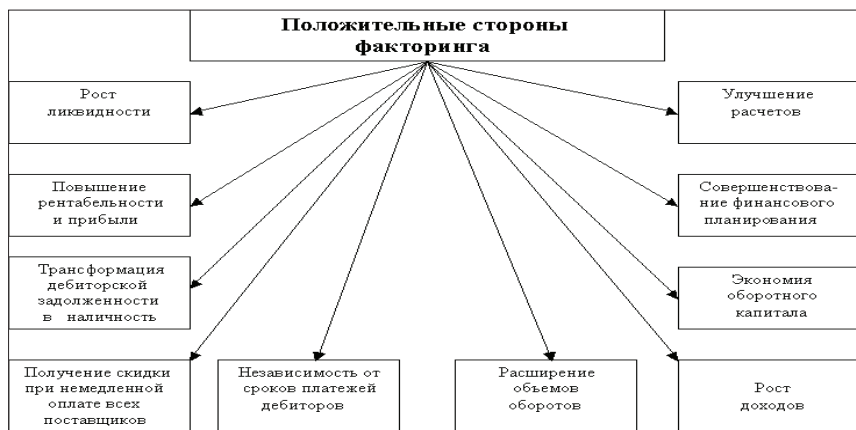 Положительные стороны
факторинга
Рост
ликвидности
Улучшение
расчетов
Повышение
рентабельности
и прибыли
Совершенствова-
ние финансового
планирования
Трансформация
дебиторской
задолженности
в наличность
Экономия
оборотного
капитала
Получение скидки
при немедленной
оплате всех
поставщиков
Независимость от
сроков платежей
дебиторов
Расширение
объемов
оборотов
Рост
доходов